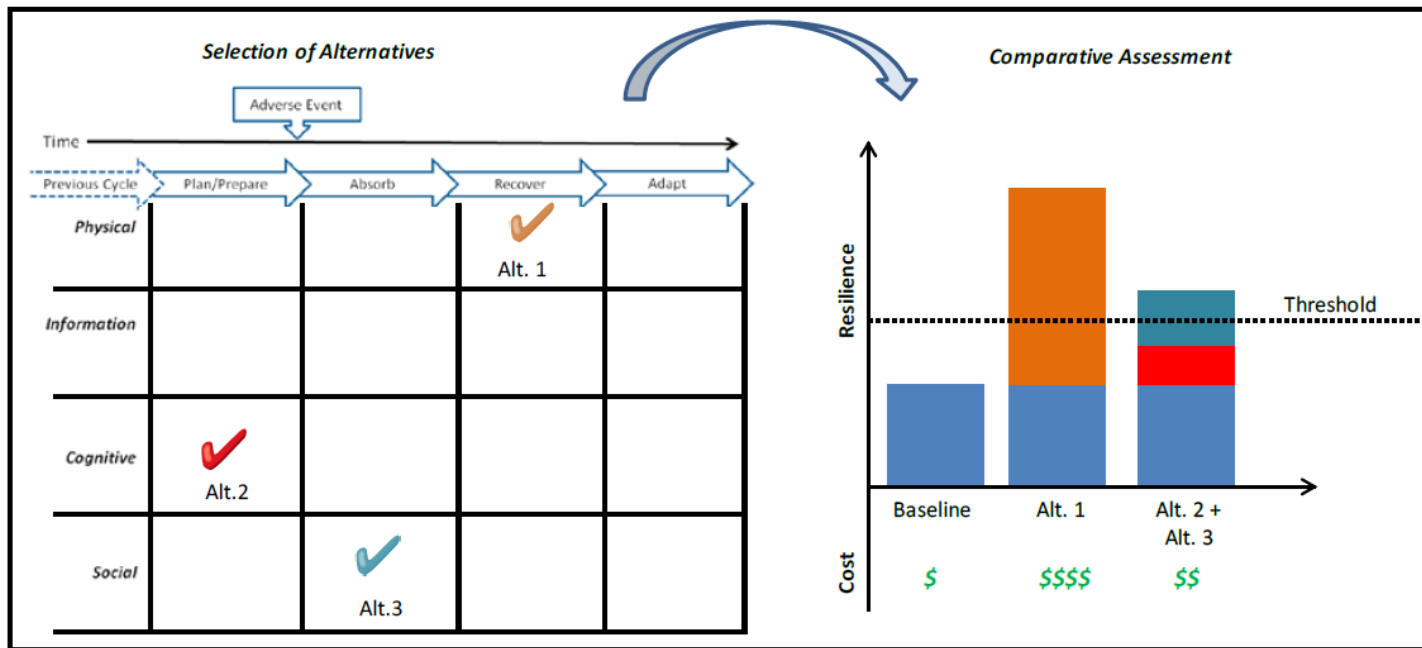 Selection of Alternatives
Adverse Event
Time
Previous Cycle
Plan/Prepare
Absorb
Recover
Adapt
Physical
Alt. 1
Information
Cognitive
Alt.2
Social
Alt.3
Comparative Assessment
Resilience
Threshold
Baseline
Alt. 1
Alt. 2 +
Alt. 3
Cost
$
$$$$
$$